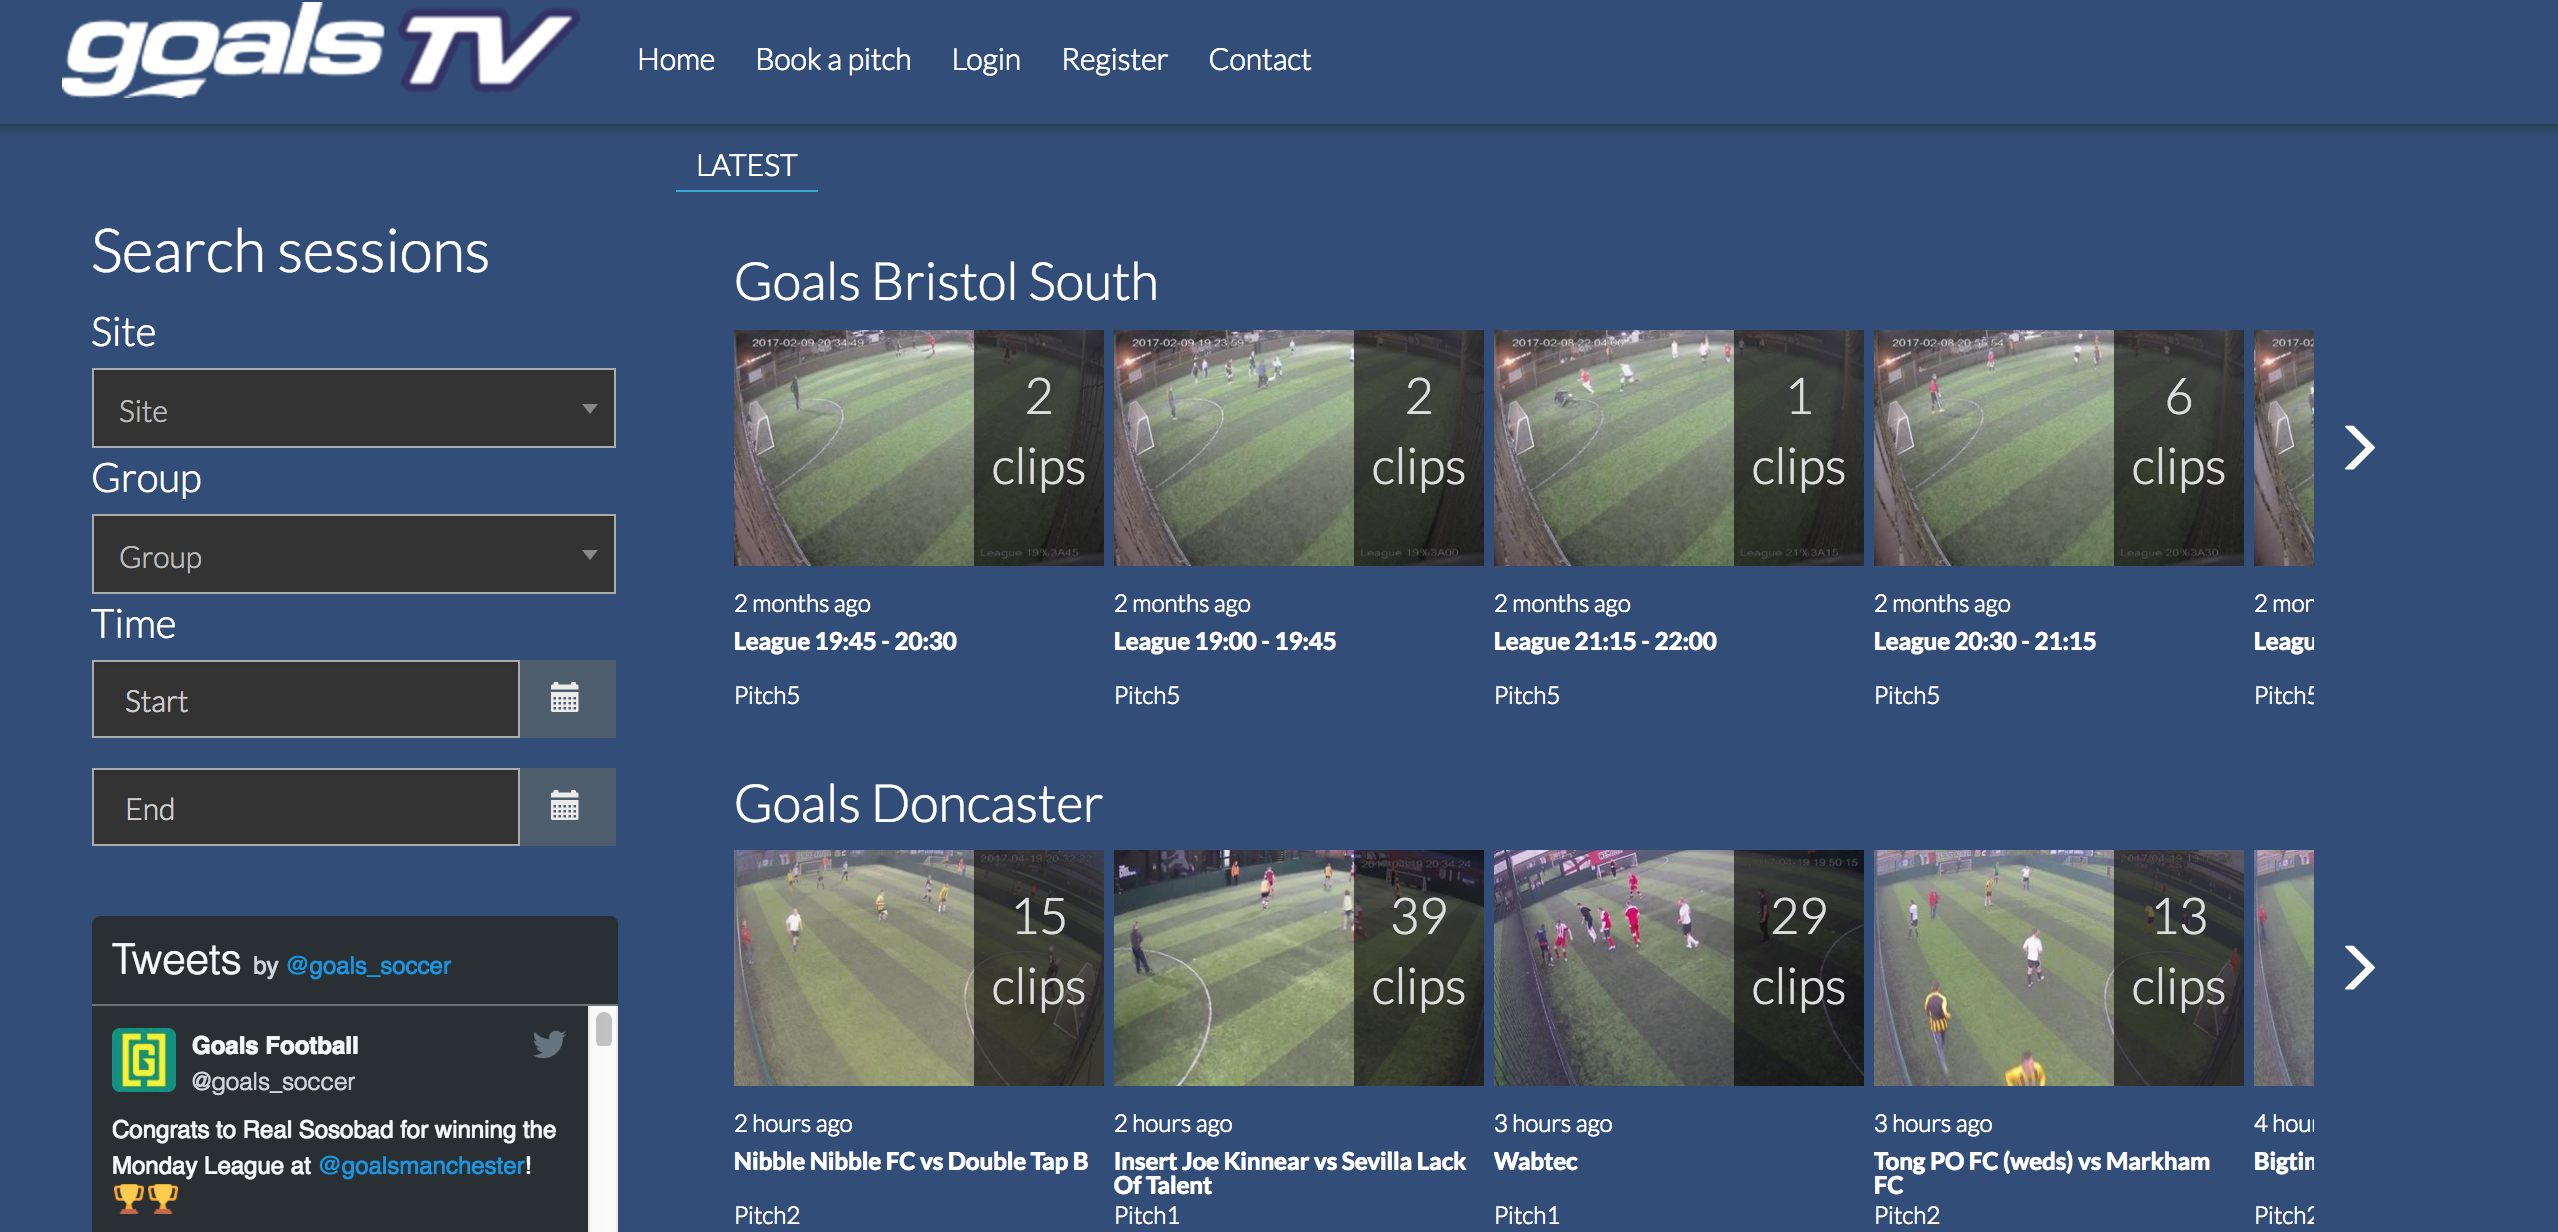 goals TV
Home Book a pitch Login Register Contact
LATEST
Search sessions
Site
Site
Group
Group
Time
Start
End
Tweets by @goals_soccer
Goals Football
@goals_soccer
Congrats to Real Sosobad for winning the
Monday League at @goalsmanchester!
🏆🏆
Goals Bristol South
2017-02-09 20:34:49
2
clips
League 19%3A45
2 months ago
League 19:45 - 20:30
Pitch5
2017-02-09 19:23:59
2
clips
League 19%3A00
2 months ago
League 19:00 - 19:45
Pitch5
2017-02-08 22:04
1
clips
League 21%3A15
2 months ago
League 21:15 - 22:00
Pitch5
2017-02-08 20:55:54
6
clips
League 20%3A30
2 months ago
League 20:30 - 21:15
Pitch5
2017-02
2 mon
Leagu
Pitch5
Goals Doncaster
2017-04-19 20:32:22
15
clips
2 hours ago
Nibble Nibble FC vs Double Tap B
Pitch2
2017-04-19 20:34:24
39
clips
2 hours ago
Insert Joe Kinnear vs Sevilla Lack
Of Talent
Pitch1
2017-04-19 19:50:15
29
clips
3 hours ago
Wabtec
Pitch1
2017-04-19
13
clips
3 hours ago
Tong PO FC (weds) vs Markham
FC
Pitch2
4 hou
Bigtin
Pitch2